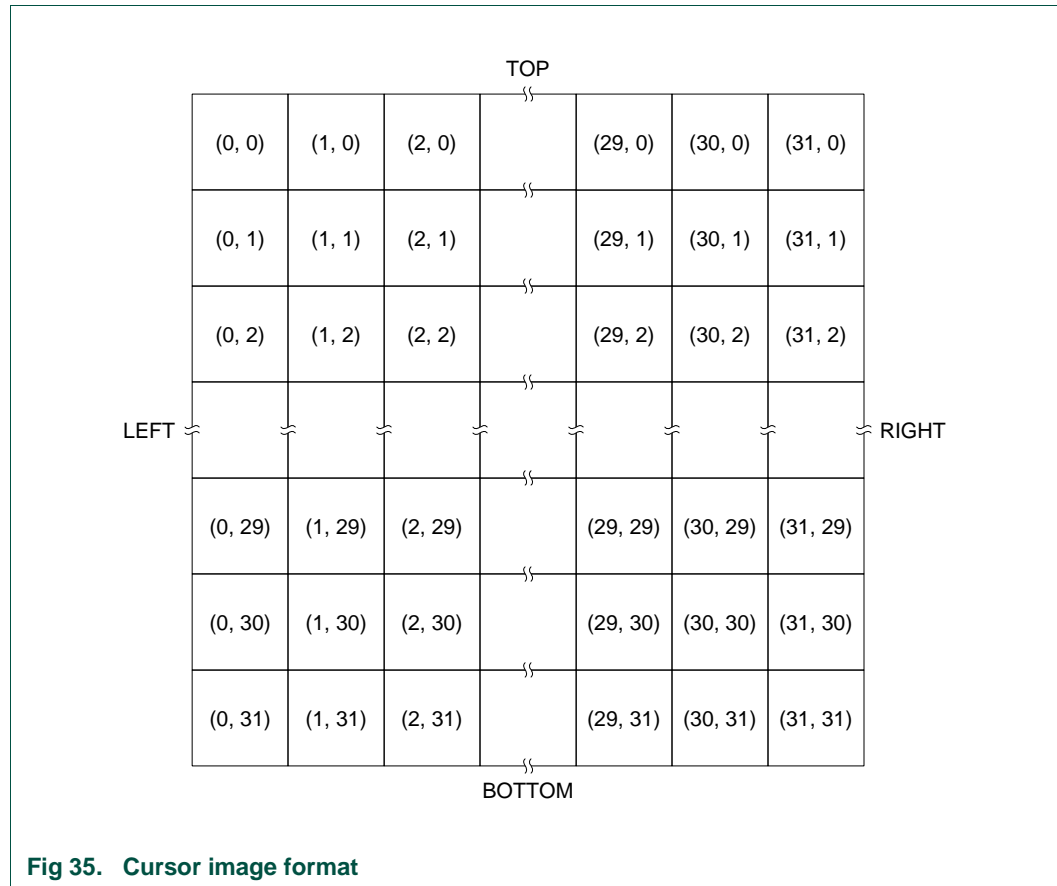 TOP
(0, 0) (1, 0) (2, 0) (29, 0) (30, 0) (31, 0)
(0, 1) (1, 1) (2, 1) (29, 1) (30, 1) (31, 1)
(0, 2) (1, 2) (2, 2) (29, 2) (30, 2) (31, 2)
LEFT RIGHT
(0, 29) (1, 29) (2, 29) (29, 29) (30, 29) (31, 29)
(0, 30) (1, 30) (2, 30) (29, 30) (30, 30) (31, 30)
(0, 31) (1, 31) (2, 31) (29, 31) (30, 31) (31, 31)
BOTTOM
Fig 35. Cursor image format